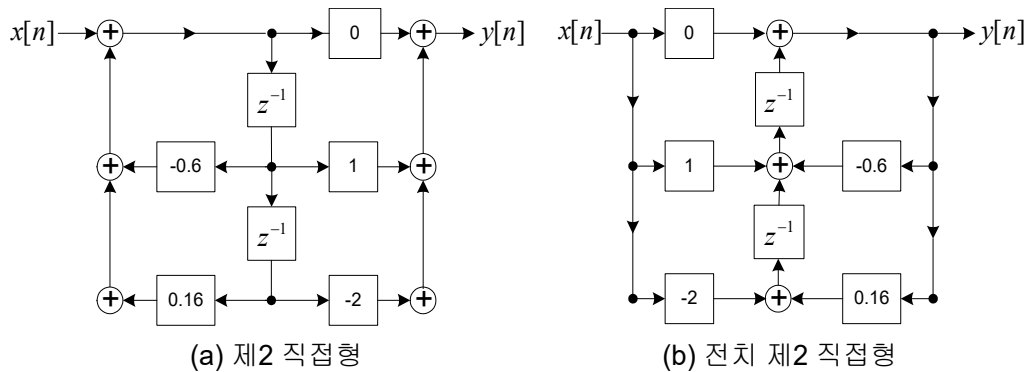 x[n] 0 y[n] x[n] 0 y[n]
z⁻¹ z⁻¹
-0.6 1 1 -0.6
z⁻¹ z⁻¹
0.16 -2 -2 0.16
(a) 제2 직접형 (b) 전치 제2 직접형